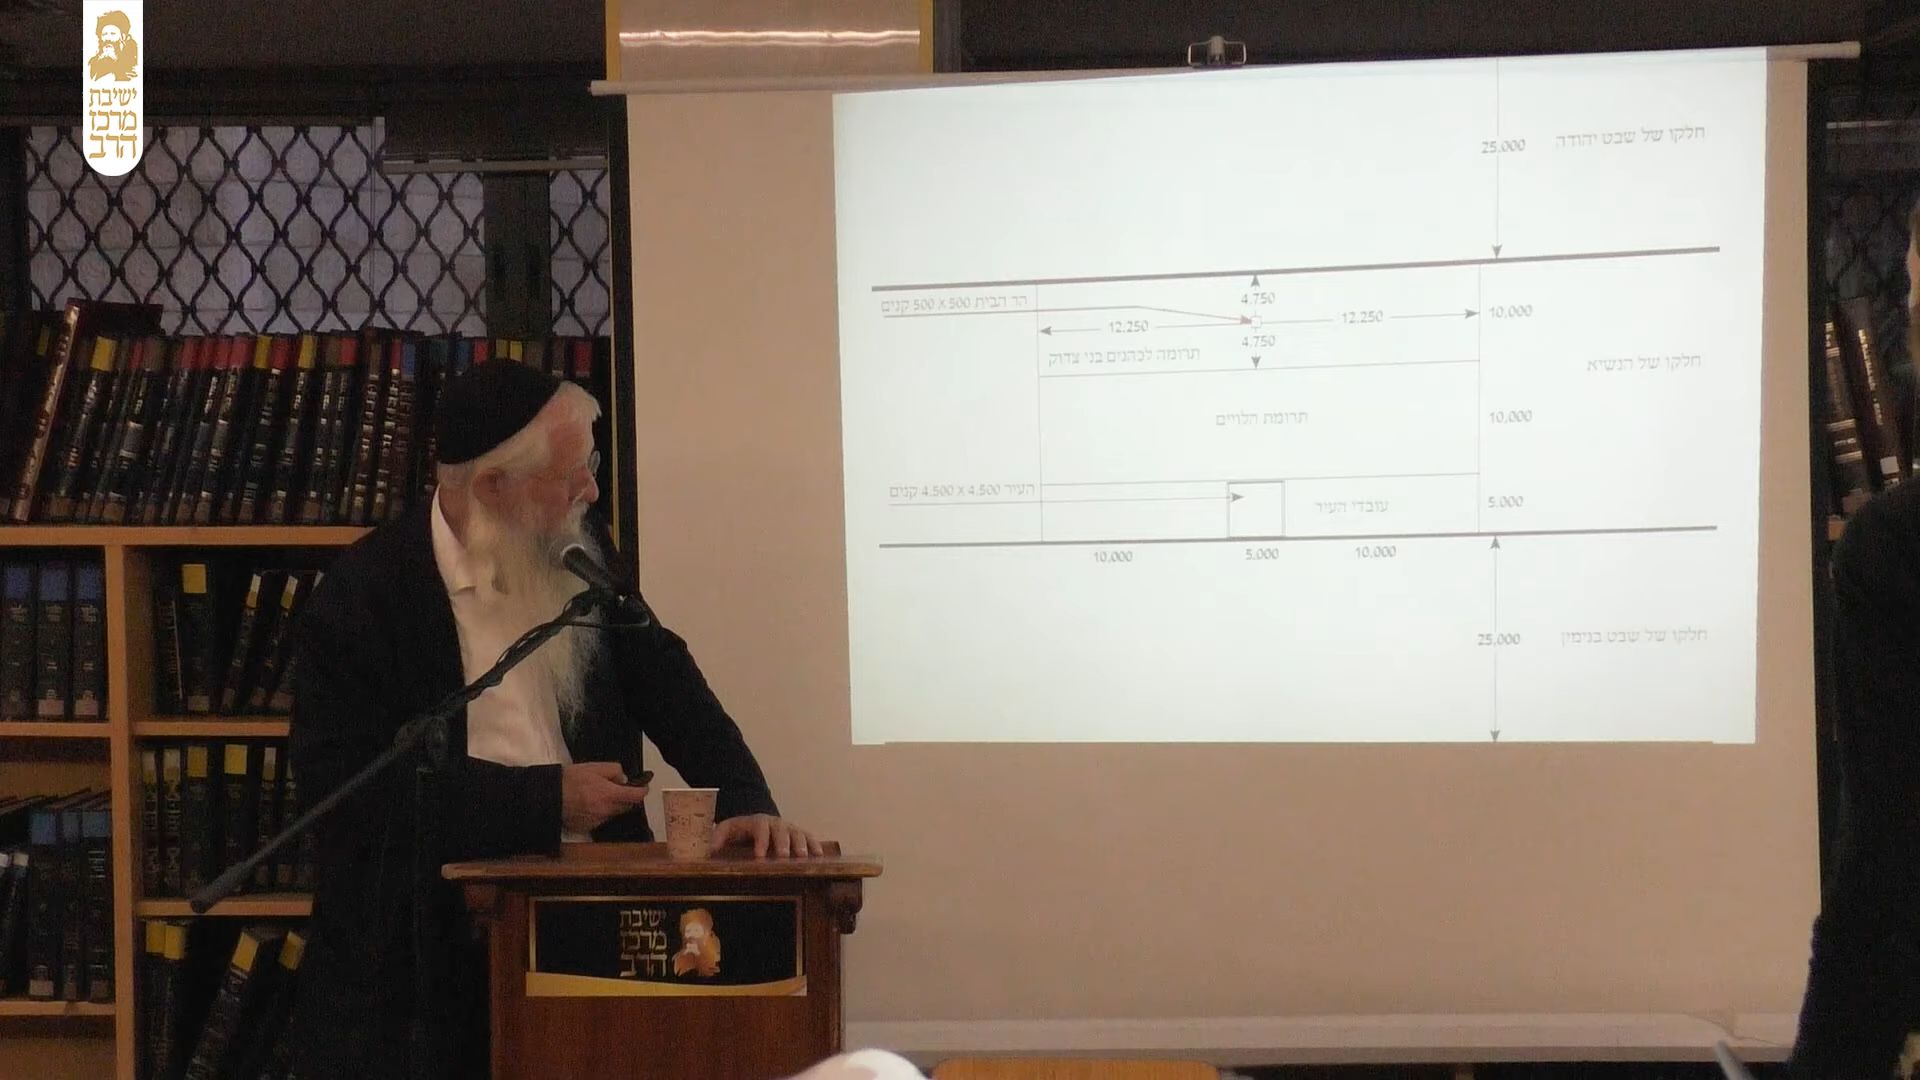 ישיבת
מרכז
הרב
חלקו של שבט יהודה
25,000
הר הבית 500 X 500 קנים
4,750
10,000
12,250
12,250
4,750
תרומה לכהנים בני צדוק
חלקו של הנשיא
תרומת הלויים
10,000
העיר 4,500 X 4,500 קנים
עובדי העיר
5,000
10,000
5,000
10,000
25,000
חלקו של שבט בנימין
ישיבת
מרכז
הרב